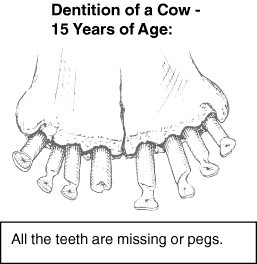 Dentition of a Cow -
15 Years of Age:
All the teeth are missing or pegs.